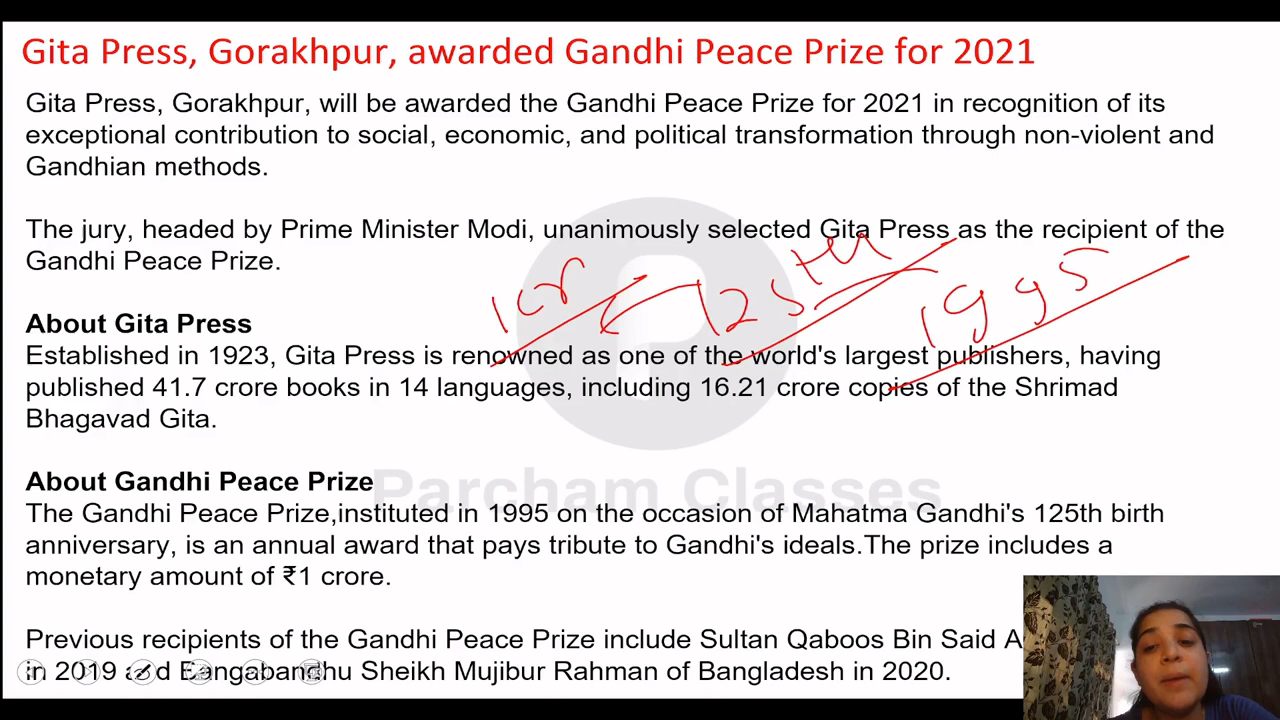 Gita Press, Gorakhpur, awarded Gandhi Peace Prize for 2021
Gita Press, Gorakhpur, will be awarded the Gandhi Peace Prize for 2021 in recognition of its
exceptional contribution to social, economic, and political transformation through non-violent and
Gandhian methods.
The jury, headed by Prime Minister Modi, unanimously selected Gita Press as the recipient of the
Gandhi Peace Prize.
1cr 125th 1995
About Gita Press
Established in 1923, Gita Press is renowned as one of the world's largest publishers, having
published 41.7 crore books in 14 languages, including 16.21 crore copies of the Shrimad
Bhagavad Gita.
About Gandhi Peace Prize
Parcham Classes
The Gandhi Peace Prize,instituted in 1995 on the occasion of Mahatma Gandhi's 125th birth
anniversary, is an annual award that pays tribute to Gandhi's ideals.The prize includes a
monetary amount of ₹1 crore.
Previous recipients of the Gandhi Peace Prize include Sultan Qaboos Bin Said A
in 2019 and Bangabandhu Sheikh Mujibur Rahman of Bangladesh in 2020.